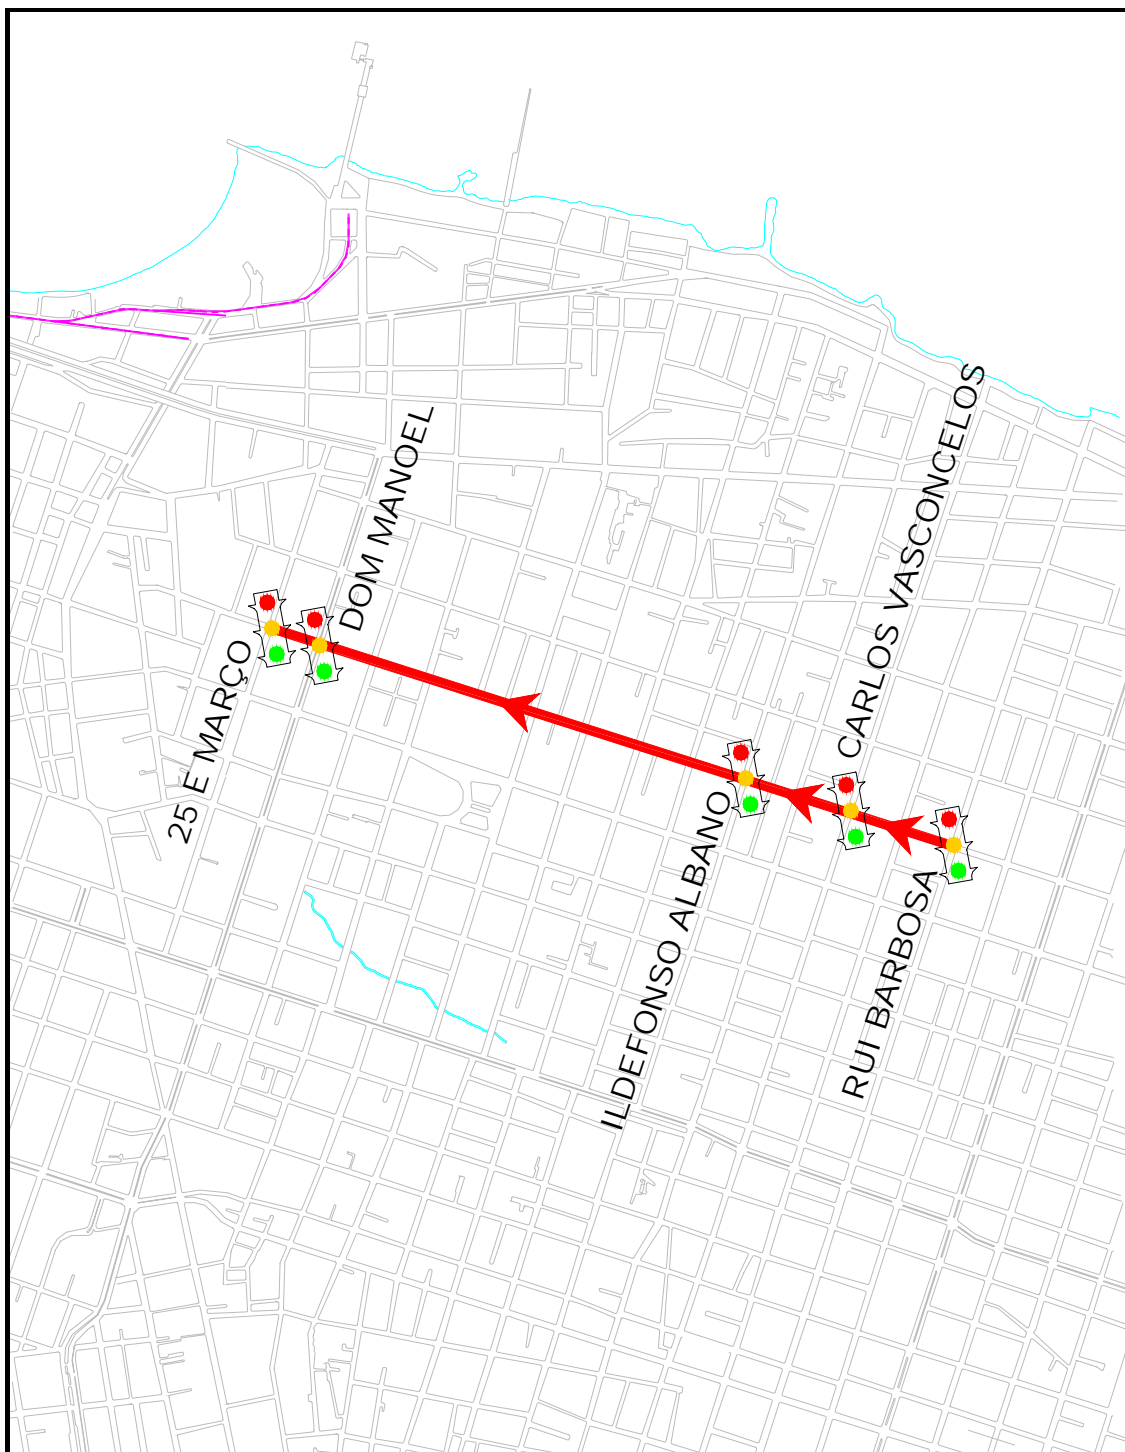 CARLOS VASCONCELOS
DOM MANOEL
25 E MARÇO
ILDEFONSO ALBANO
RUI BARBOSA